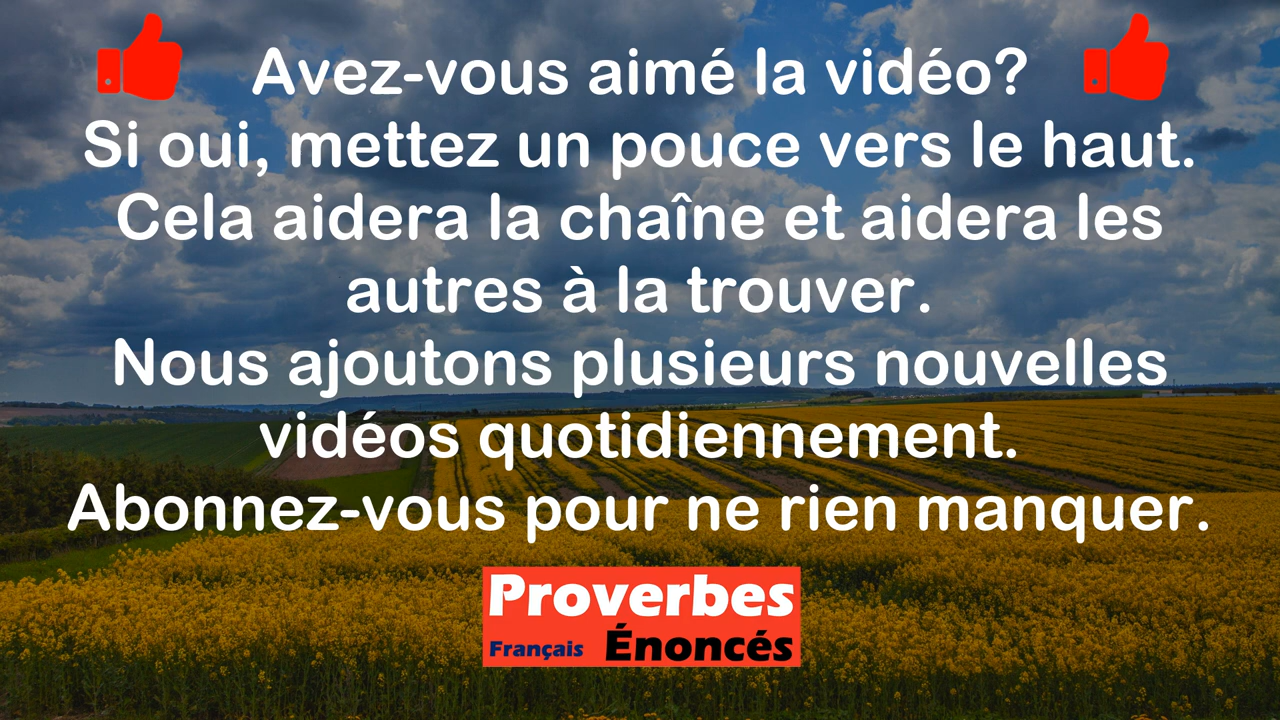 Avez-vous aimé la vidéo?
Si oui, mettez un pouce vers le haut.
Cela aidera la chaîne et aidera les
autres à la trouver.
Nous ajoutons plusieurs nouvelles
vidéos quotidiennement.
Abonnez-vous pour ne rien manquer.
Proverbes
Français Énoncés